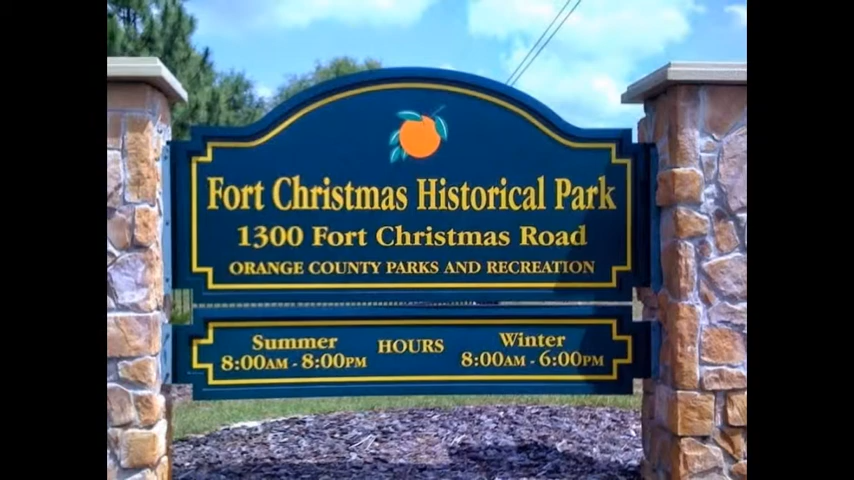 Fort Christmas Historical Park
1300 Fort Christmas Road
ORANGE COUNTY PARKS AND RECREATION
Summer HOURS Winter
8:00AM - 8:00PM 8:00AM - 6:00PM